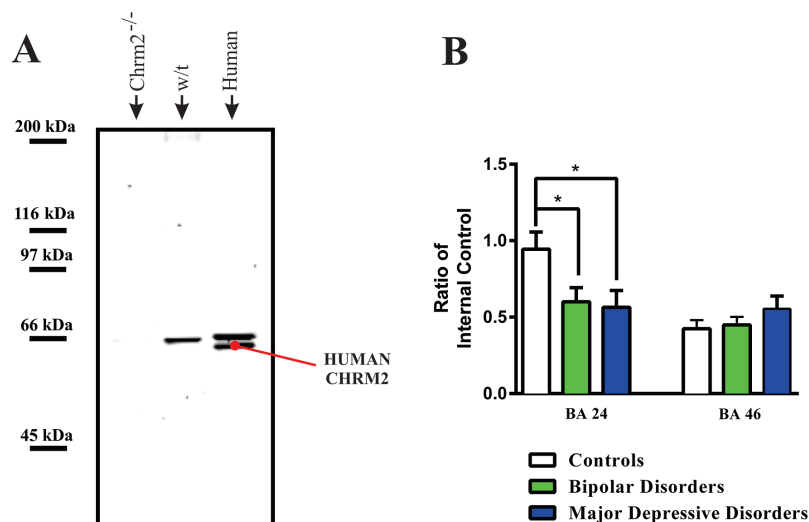 A
Chrm2-/-
w/t
Human
200 kDa
116 kDa
97 kDa
66 kDa
45 kDa
HUMAN
CHRM2
B
Ratio of
Internal Control
1.5
1.0
0.5
0.0
*
*
BA 24
BA 46
Controls
Bipolar Disorders
Major Depressive Disorders